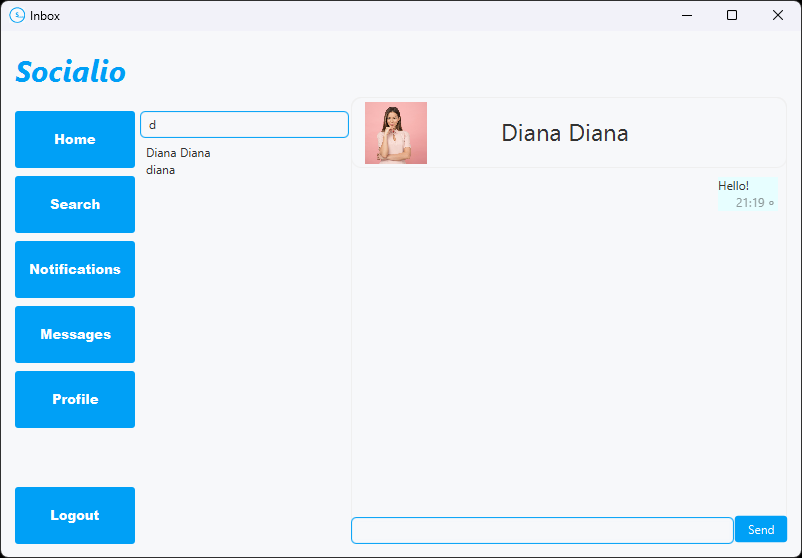 Inbox
Socialio
Home
Search
Notifications
Messages
Profile
Logout
d
Diana Diana
diana
Diana Diana
Hello!
21:19
Send